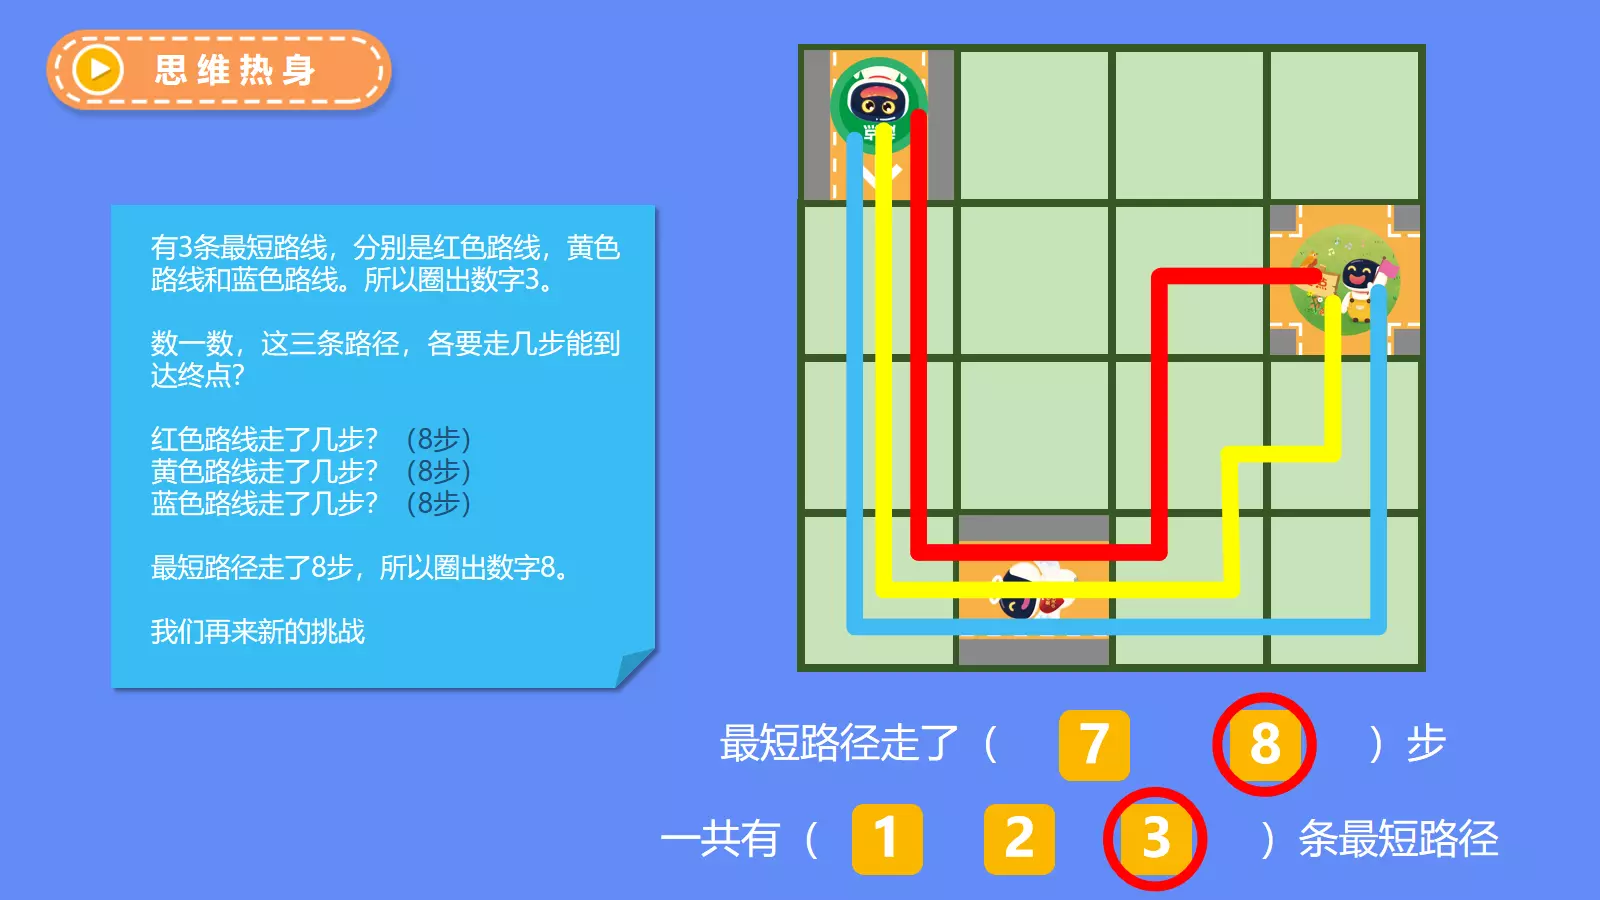 思维热身
有3条最短路线，分别是红色路线，黄色
路线和蓝色路线。所以圈出数字3。
数一数，这三条路径，各要走几步能到
达终点？
红色路线走了几步？（8步）
黄色路线走了几步？（8步）
蓝色路线走了几步？（8步）
最短路径走了8步，所以圈出数字8。
我们再来新的挑战
最短路径走了（ 7 8 ）步
一共有（ 1 2 3 ）条最短路径